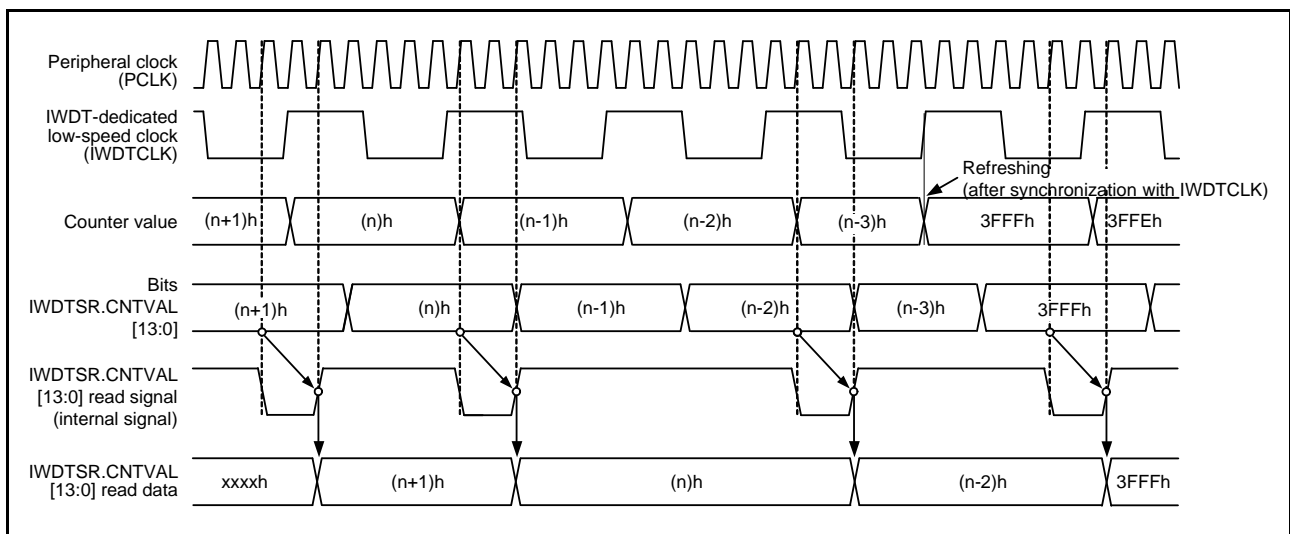 Peripheral clock
(PCLK)
IWDT-dedicated
low-speed clock
(IWDTCLK)
Refreshing
(after synchronization with IWDTCLK)
Counter value
(n+1)h
(n)h
(n-1)h
(n-2)h
(n-3)h
3FFFh
3FFEh
Bits
IWDTSR.CNTVAL
[13:0]
(n+1)h
(n)h
(n-1)h
(n-2)h
(n-3)h
3FFFh
IWDTSR.CNTVAL
[13:0] read signal
(internal signal)
IWDTSR.CNTVAL
[13:0] read data
xxxxh
(n+1)h
(n)h
(n-2)h
3FFFh